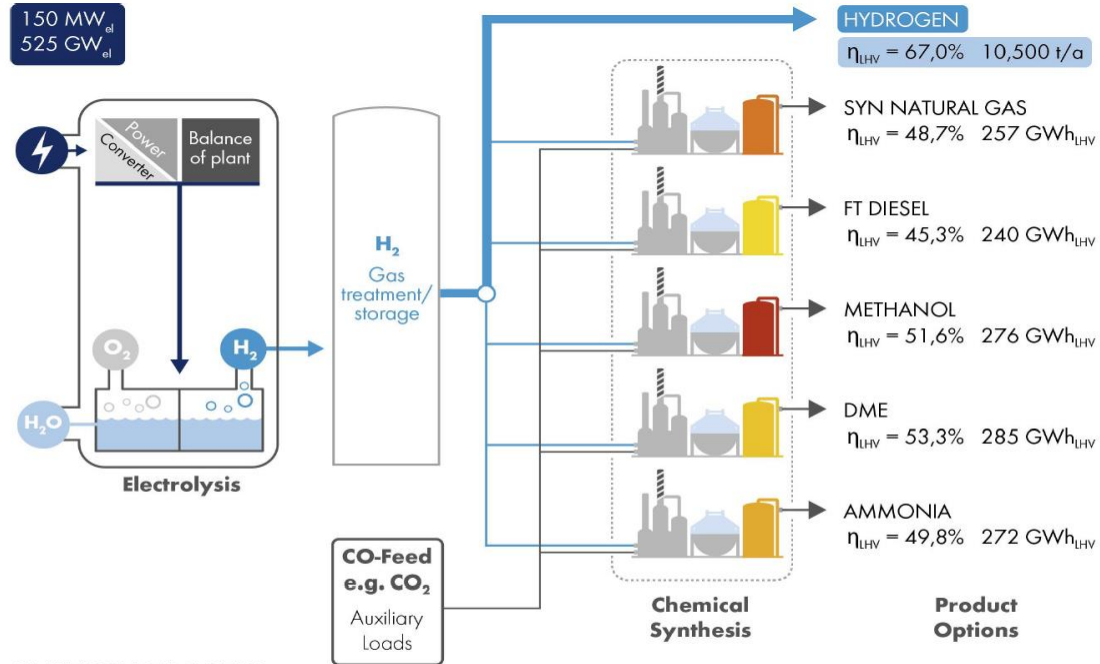 150 MWel
525 GWel
Power
Converter
Balance
of plant
O2
H2
H2O
Electrolysis
H2
Gas
treatment/
storage
CO-Feed
e.g. CO2
Auxiliary
Loads
Chemical
Synthesis
HYDROGEN
ηLHV = 67,0% 10,500 t/a
SYN NATURAL GAS
ηLHV = 48,7% 257 GWhLHV
FT DIESEL
ηLHV = 45,3% 240 GWhLHV
METHANOL
ηLHV = 51,6% 276 GWhLHV
DME
ηLHV = 53,3% 285 GWhLHV
AMMONIA
ηLHV = 49,8% 272 GWhLHV
Product
Options